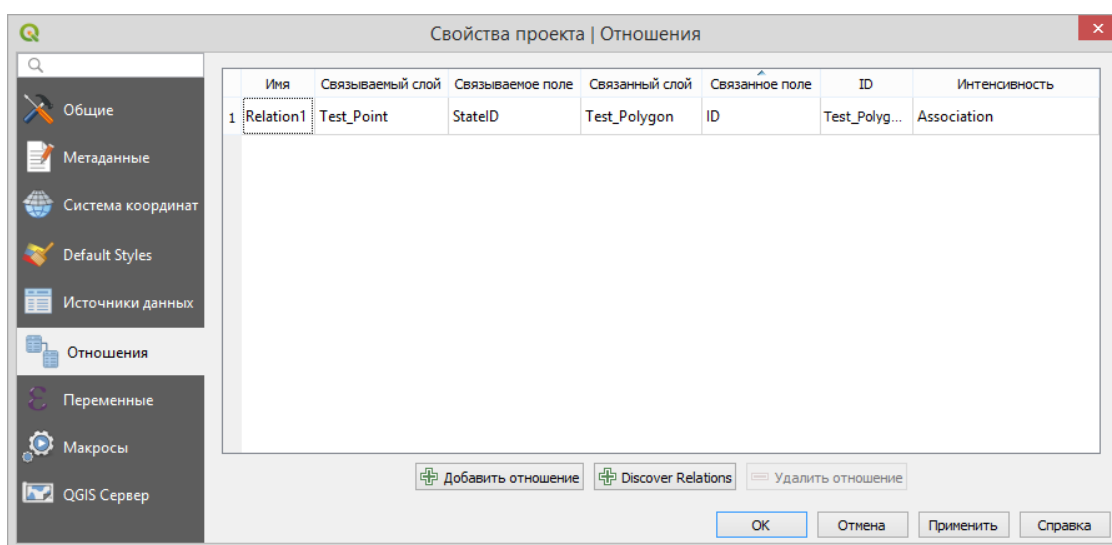 Свойства проекта | Отношения
Общие
Метаданные
Система координат
Default Styles
Источники данных
Отношения
Переменные
Макросы
QGIS Сервер
Имя Связываемый слой Связываемое поле Связанный слой Связанное поле ID Интенсивность
1 Relation1 Test_Point StateID Test_Polygon ID Test_Polyg... Association
Добавить отношение Discover Relations Удалить отношение
OK Отмена Применить Справка